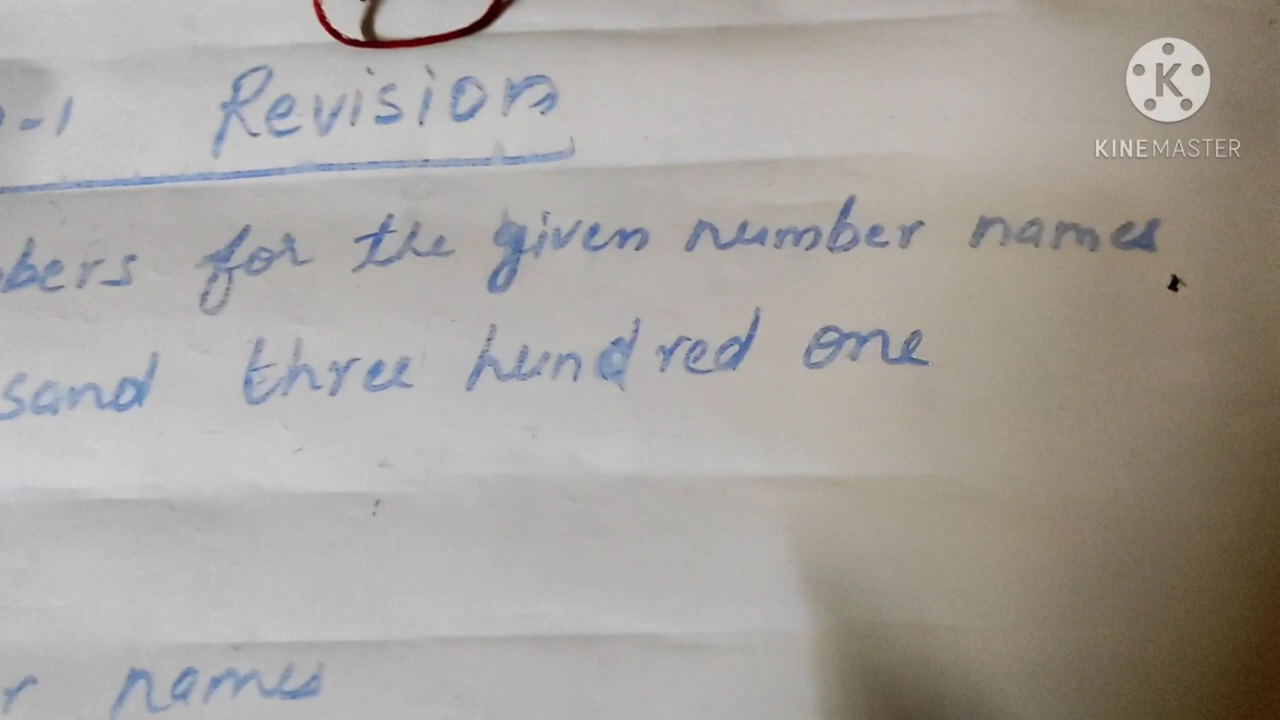 -1 Revision
bers for the given number names
sand three hundred one
r names
KINEMASTER